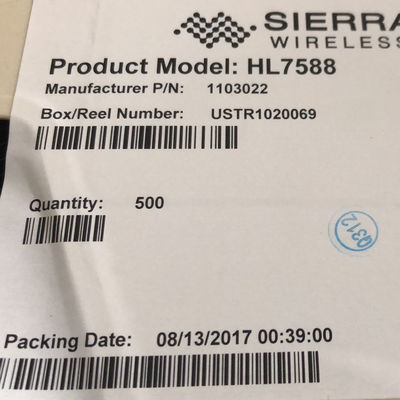 SIERRA
WIRELESS
Product Model: HL7588
Manufacturer P/N: 1103022
Box/Reel Number: USTR1020069
Quantity: 500
Q312
Packing Date: 08/13/2017 00:39:00